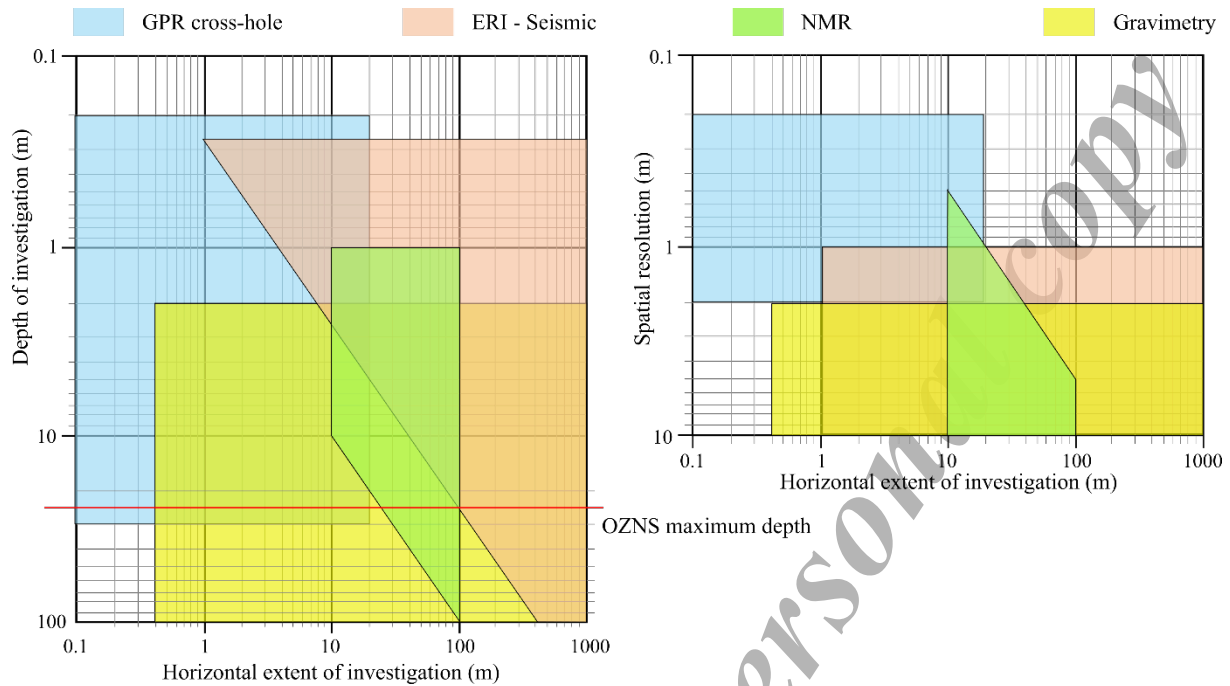 GPR cross-hole
ERI - Seismic
NMR
Gravimetry
0.1
1
10
100
Depth of investigation (m)
0.1
1
10
100
1000
Horizontal extent of investigation (m)
OZNS maximum depth
0.1
1
10
Spatial resolution (m)
0.1
1
10
100
1000
Horizontal extent of investigation (m)
ersonal copy